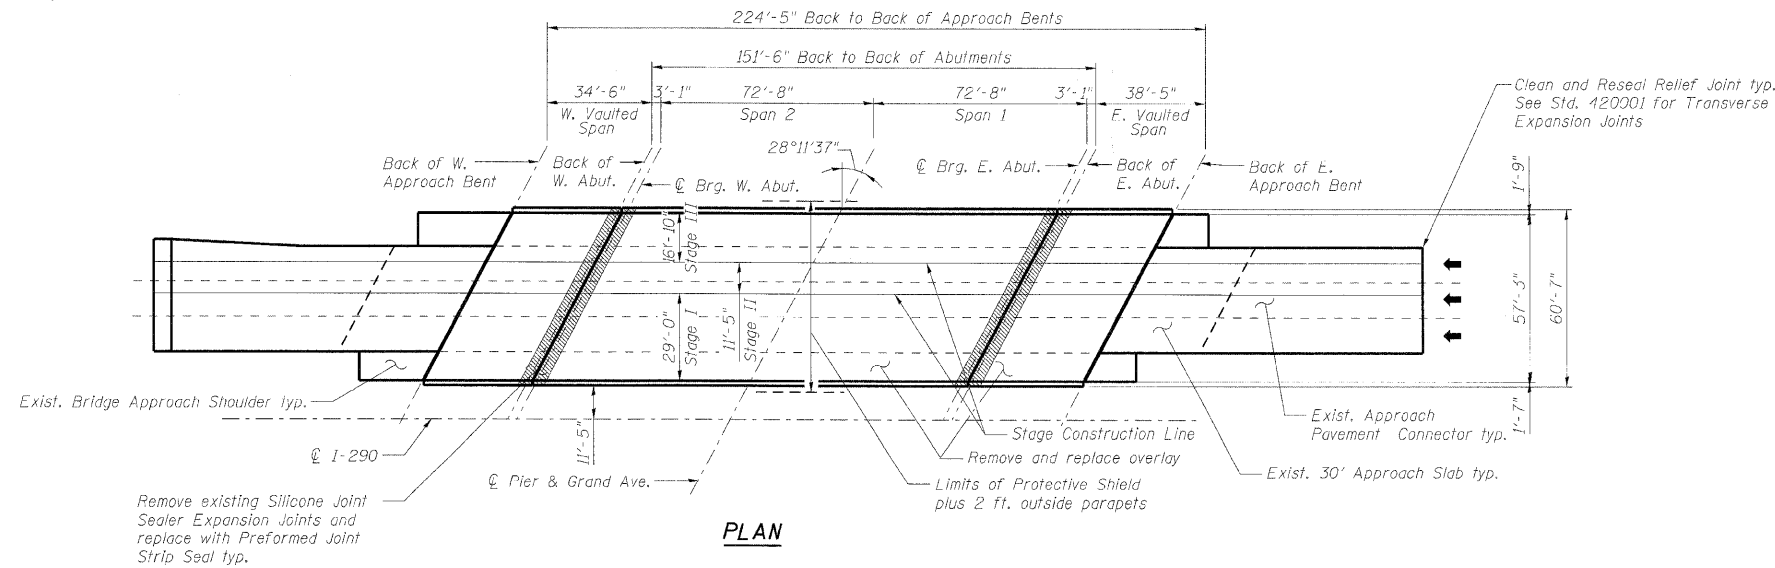 224'-5" Back to Back of Approach Bents
151'-6" Back to Back of Abutments
34'-6"
W. Vaulted
Span
3'-1"
72'-8"
Span 2
72'-8"
Span 1
3'-1"
38'-5"
E. Vaulted
Span
Clean and Reseal Relief Joint typ.
See Std. 420001 for Transverse
Expansion Joints
28°11'37"
Back of W.
Approach Bent
Back of
W. Abut.
℄ Brg. W. Abut.
℄ Brg. E. Abut.
Back of
E. Abut.
Back of E.
Approach Bent
1'-9"
16'-10"
Stage III
11'-5"
Stage II
29'-0"
Stage I
57'-3"
60'-7"
1'-7"
Exist. Bridge Approach Shoulder typ.
℄ I-290
11'-5"
℄ Pier & Grand Ave.
Stage Construction Line
Remove and replace overlay
Limits of Protective Shield
plus 2 ft. outside parapets
Exist. Approach
Pavement Connector typ.
Exist. 30' Approach Slab typ.
Remove existing Silicone Joint
Sealer Expansion Joints and
replace with Preformed Joint
Strip Seal typ.
PLAN